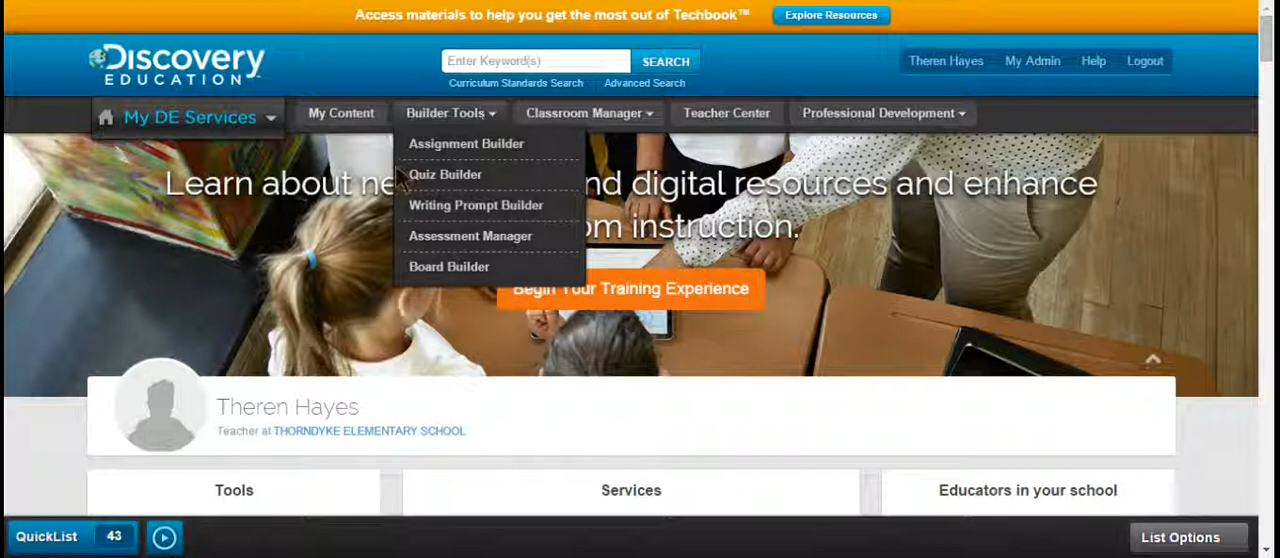 Access materials to help you get the most out of Techbook™ Explore Resources
Discovery EDUCATION
Enter Keyword(s) SEARCH
Curriculum Standards Search Advanced Search
Theren Hayes My Admin Help Logout
My DE Services My Content Builder Tools Classroom Manager Teacher Center Professional Development
Assignment Builder
Quiz Builder
Writing Prompt Builder
Assessment Manager
Board Builder
Learn about ne nd digital resources and enhance
om instruction.
Begin Your Training Experience
Theren Hayes
Teacher at THORNDYKE ELEMENTARY SCHOOL
Tools Services Educators in your school
QuickList 43 List Options